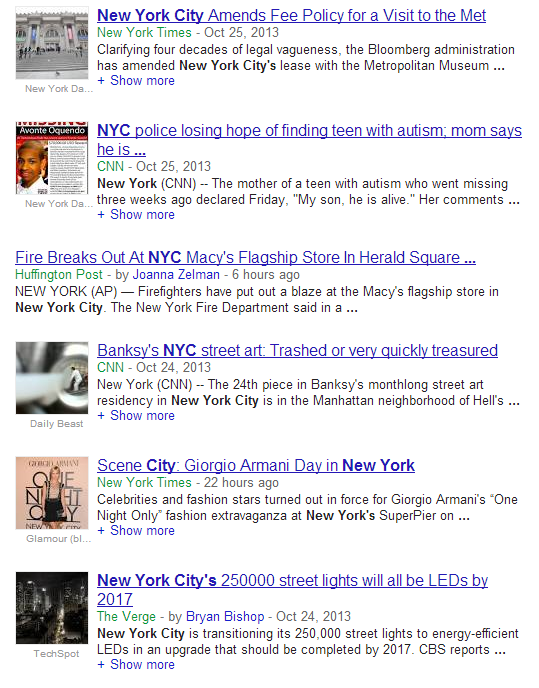 New York City Amends Fee Policy for a Visit to the Met
New York Times - Oct 25, 2013
Clarifying four decades of legal vagueness, the Bloomberg administration
has amended New York City's lease with the Metropolitan Museum ...
New York Da...
+ Show more
MISSING
Avonte Oquendo
NYC police losing hope of finding teen with autism; mom says
he is ...
CNN - Oct 25, 2013
New York (CNN) -- The mother of a teen with autism who went missing
three weeks ago declared Friday, "My son, he is alive." Her comments ...
New York Da...
+ Show more
Fire Breaks Out At NYC Macy's Flagship Store In Herald Square ...
Huffington Post - by Joanna Zelman - 6 hours ago
NEW YORK (AP) — Firefighters have put out a blaze at the Macy's flagship store in
New York City. The New York Fire Department said in a ...
Banksy's NYC street art: Trashed or very quickly treasured
CNN - Oct 24, 2013
New York (CNN) -- The 24th piece in Banksy's monthlong street art
residency in New York City is in the Manhattan neighborhood of Hell's ...
+ Show more
Daily Beast
Scene City: Giorgio Armani Day in New York
New York Times - 22 hours ago
Celebrities and fashion stars turned out in force for Giorgio Armani's “One
Night Only” fashion extravaganza at New York's SuperPier on ...
+ Show more
GIORGIO ARMANI
ONE
NIGHT
ONLY
NEW YORK
Glamour (bl...
New York City's 250000 street lights will all be LEDs by
2017
The Verge - by Bryan Bishop - Oct 24, 2013
New York City is transitioning its 250,000 street lights to energy-efficient
LEDs in an upgrade that should be completed by 2017. CBS reports ...
TechSpot
+ Show more